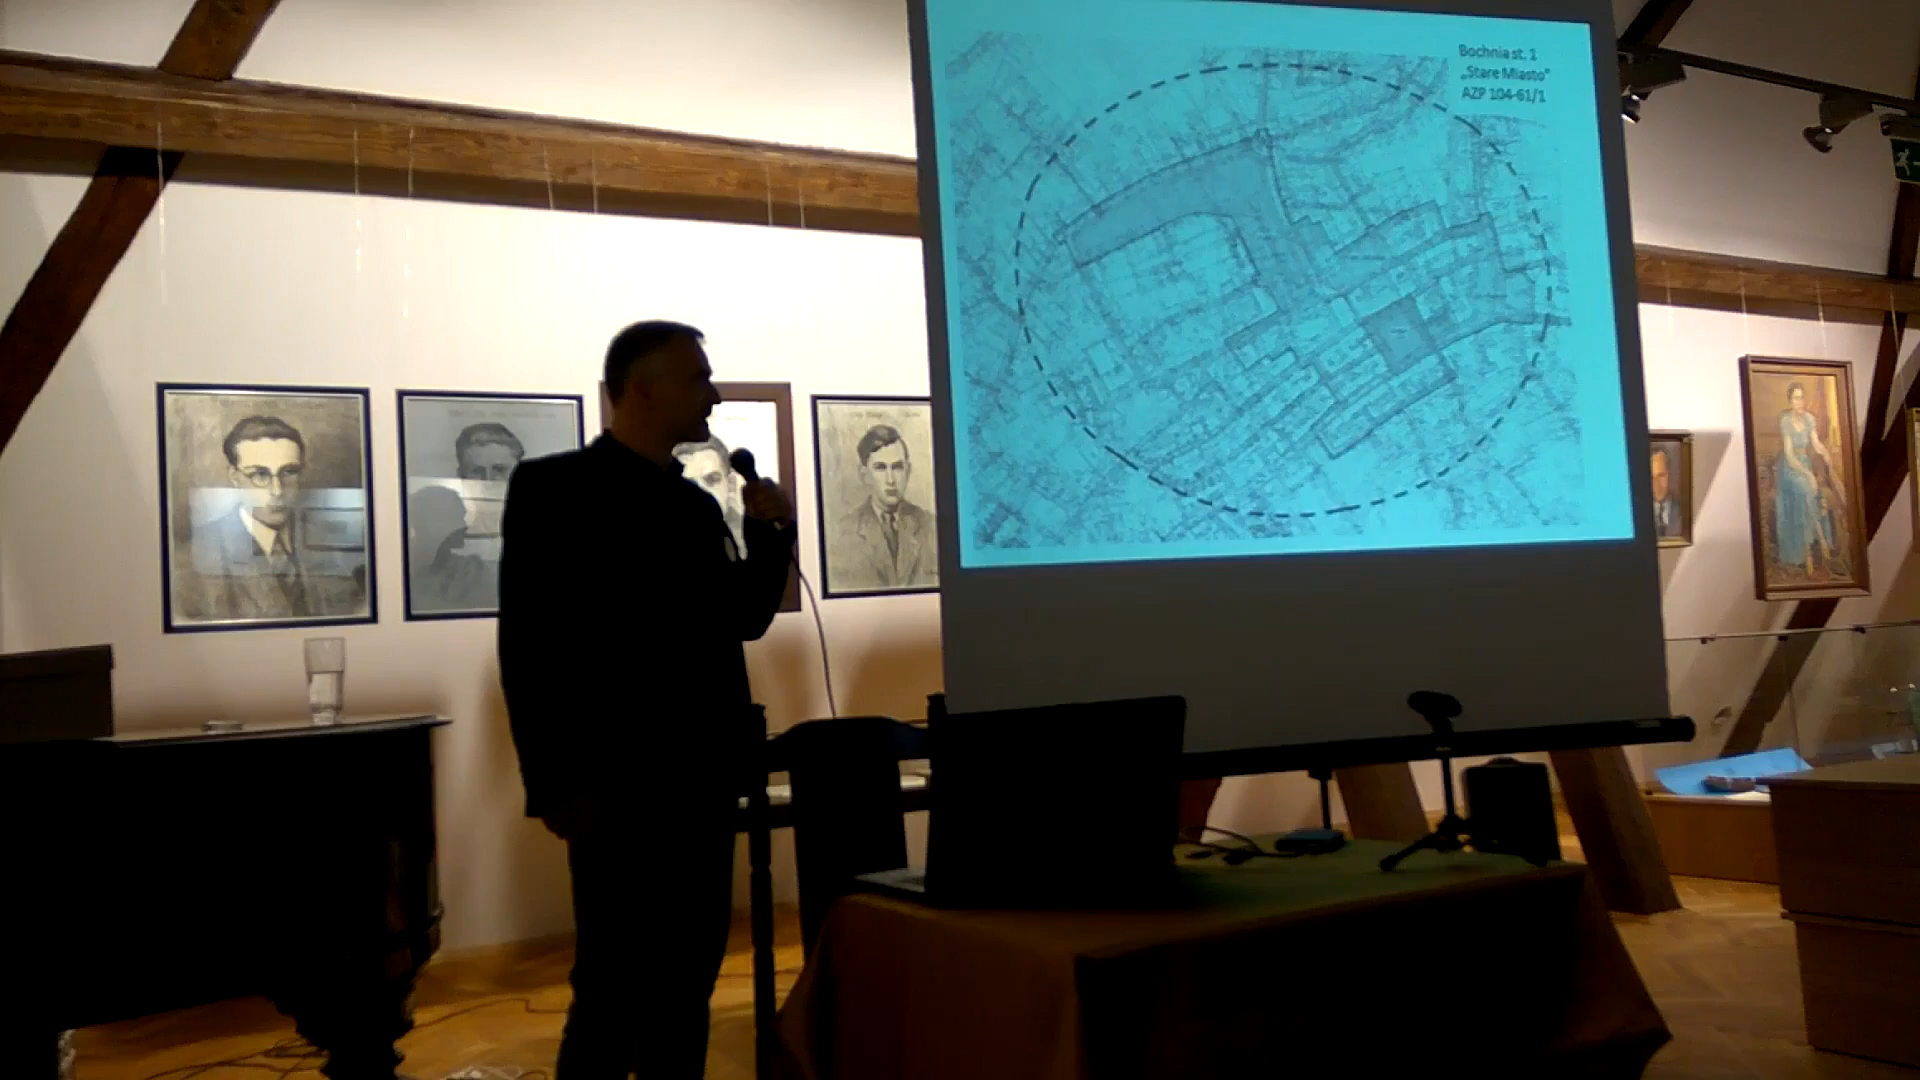 Bochnia st. 1
„Stare Miasto”
AZP 104-61/1